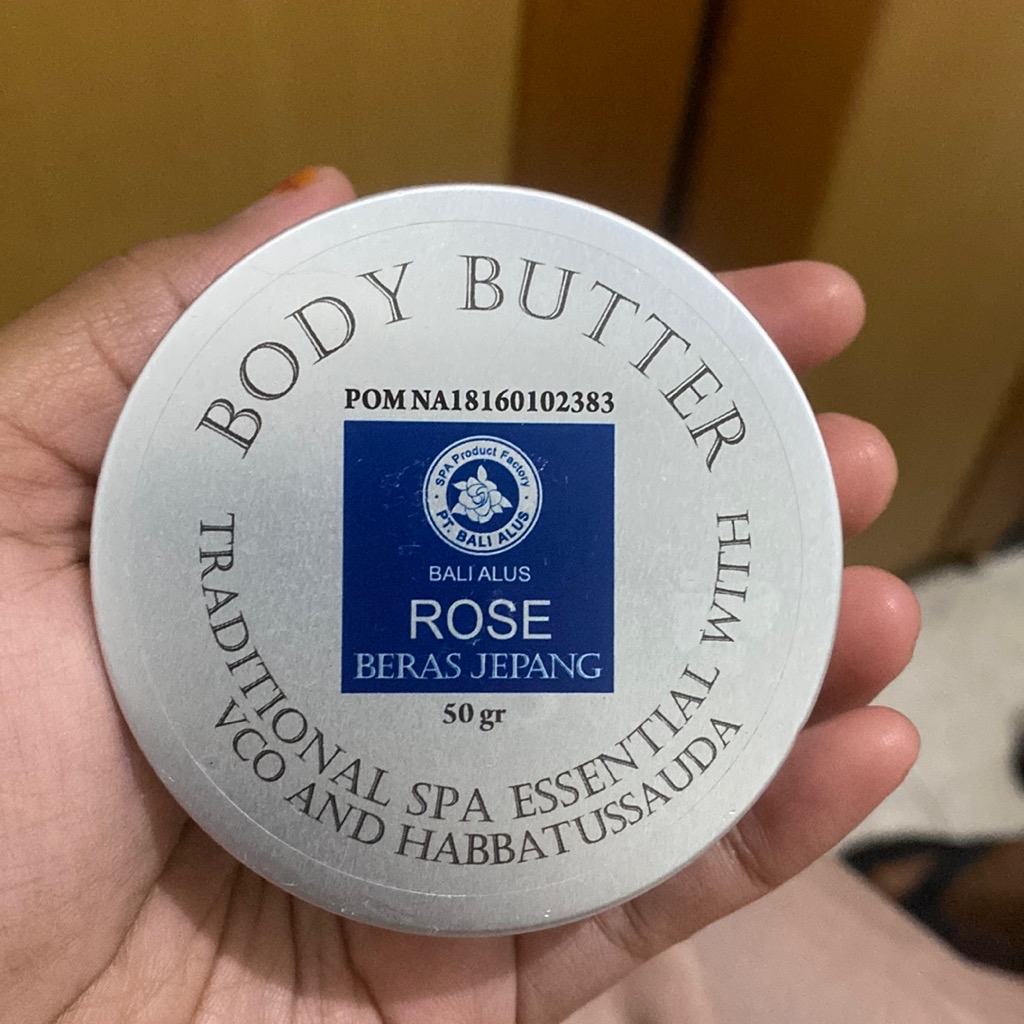 BODY BUTTER
POM NA18160102383
SPA Product Factory
PT. BALI ALUS
BALI ALUS
ROSE
BERAS JEPANG
50 gr
TRADITIONAL SPA ESSENTIAL WITH
VCO AND HABBATUSSAUDA